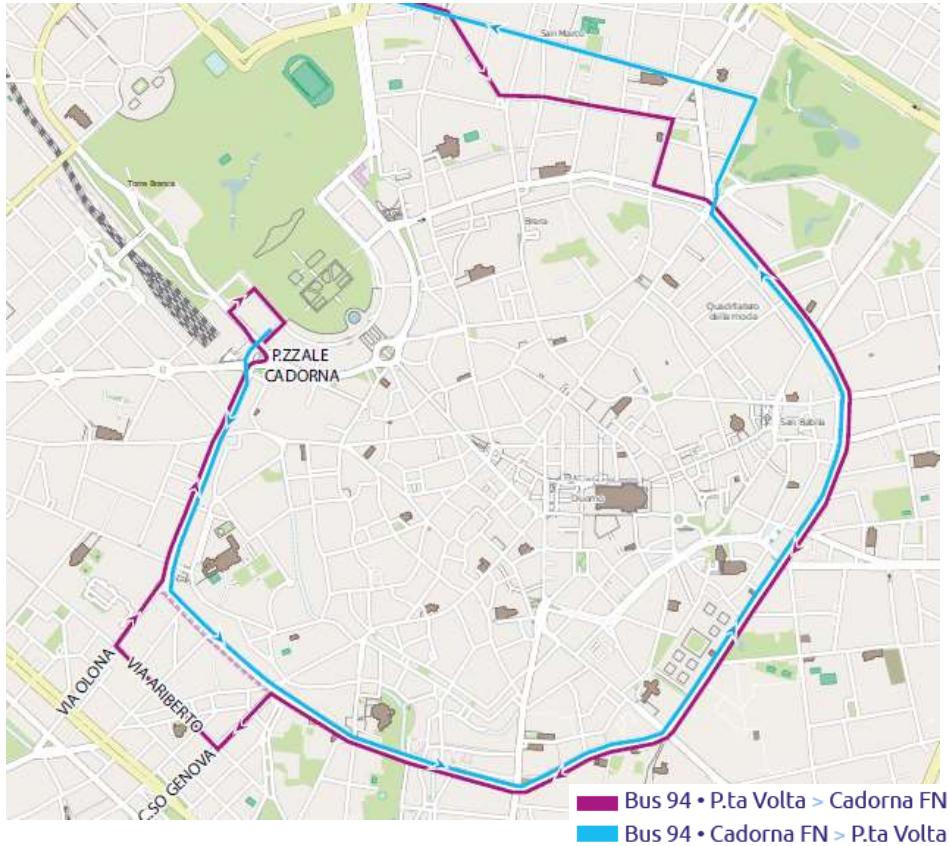 San Marco
Torre Branca
Brera
Quadrilatero
della moda
P.ZZALE
CADORNA
San Babila
Duomo
VIA OLONA
VIA ARIBERTO
C.SO GENOVA
Bus 94 • P.ta Volta > Cadorna FN
Bus 94 • Cadorna FN > P.ta Volta